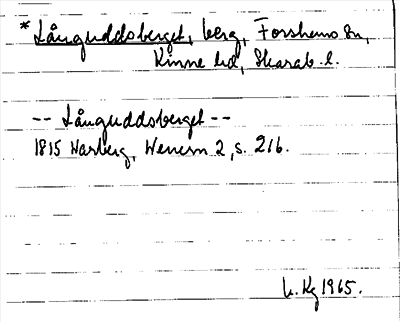 * Långuddsberget, berg, Forshems sn,
Kinne hd, Skarab. l.
-- Långuddsberget --
1815 Warberg, Wenern 2, s. 216.
Kg 1965.